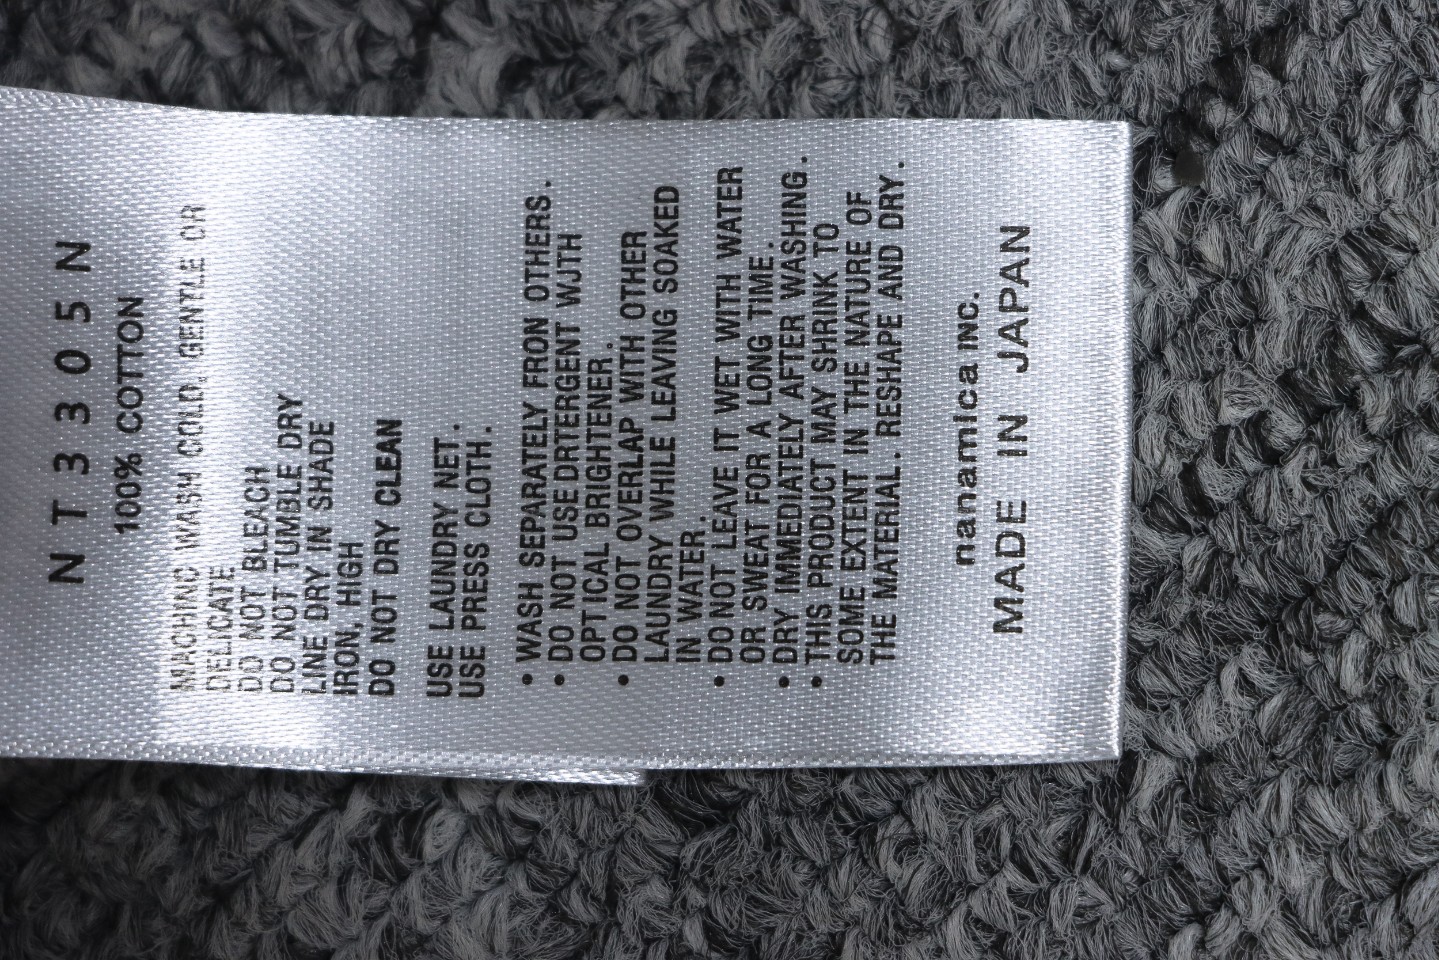 NT3305N
100% COTTON
MACHINC WASH COLD, GENTLE OR
DELICATE
DO NOT BLEACH
DO NOT TUMBLE DRY
LINE DRY IN SHADE
IRON, HIGH
DO NOT DRY CLEAN
USE LAUNDRY NET.
USE PRESS CLOTH.
• WASH SEPARATELY FRON OTHERS.
• DO NOT USE DRTERGENT WJTH
OPTICAL BRIGHTENER.
• DO NOT OVERLAP WITH OTHER
LAUNDRY WHILE LEAVING SOAKED
IN WATER.
• DO NOT LEAVE IT WET WITH WATER
OR SWEAT FOR A LONG TIME.
• DRY IMMEDIATELY AFTER WASHING.
• THIS PRODUCT MAY SHRINK TO
SOME EXTENT IN THE NATURE OF
THE MATERIAL. RESHAPE AND DRY.
nanamica INC.
MADE IN JAPAN